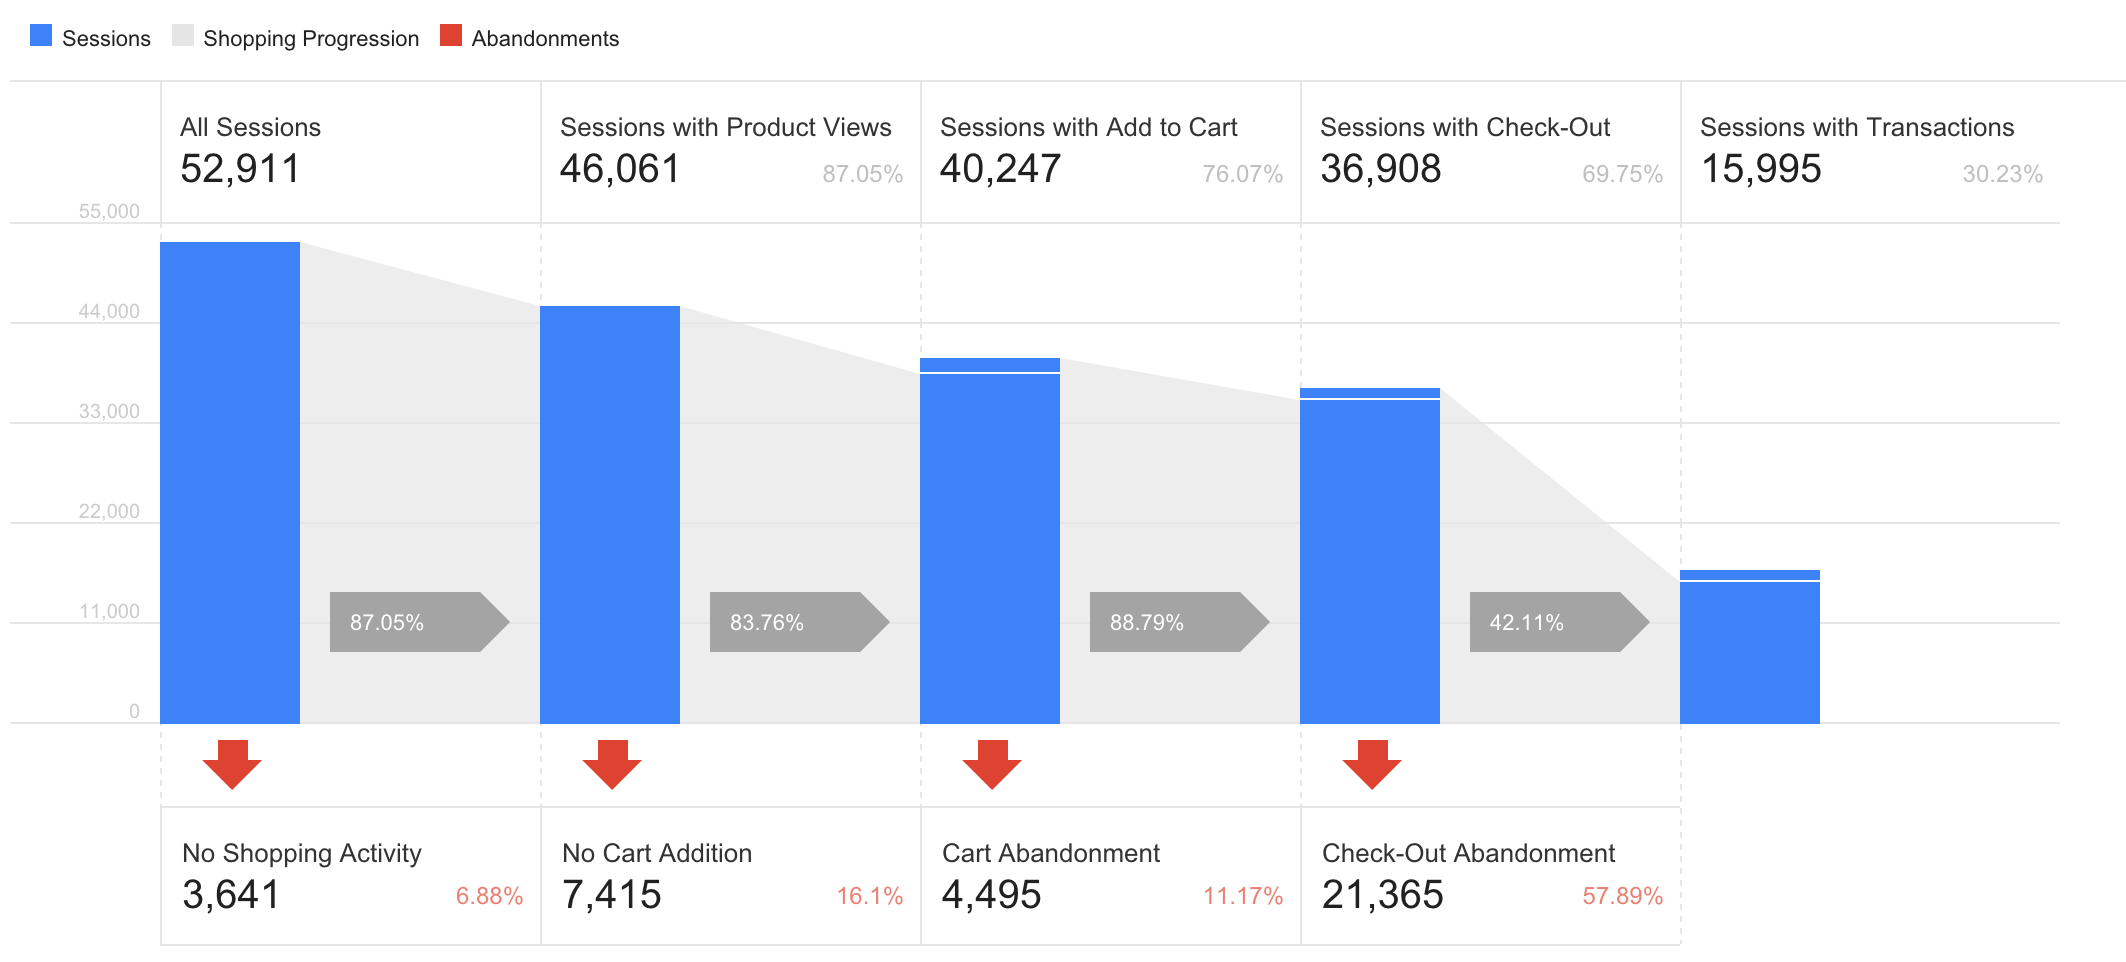 Sessions Shopping Progression Abandonments
All Sessions Sessions with Product Views Sessions with Add to Cart Sessions with Check-Out Sessions with Transactions
52,911 46,061 87.05% 40,247 76.07% 36,908 69.75% 15,995 30.23%
55,000
44,000
33,000
22,000
11,000
87.05% 83.76% 88.79% 42.11%
0
No Shopping Activity No Cart Addition Cart Abandonment Check-Out Abandonment
3,641 6.88% 7,415 16.1% 4,495 11.17% 21,365 57.89%